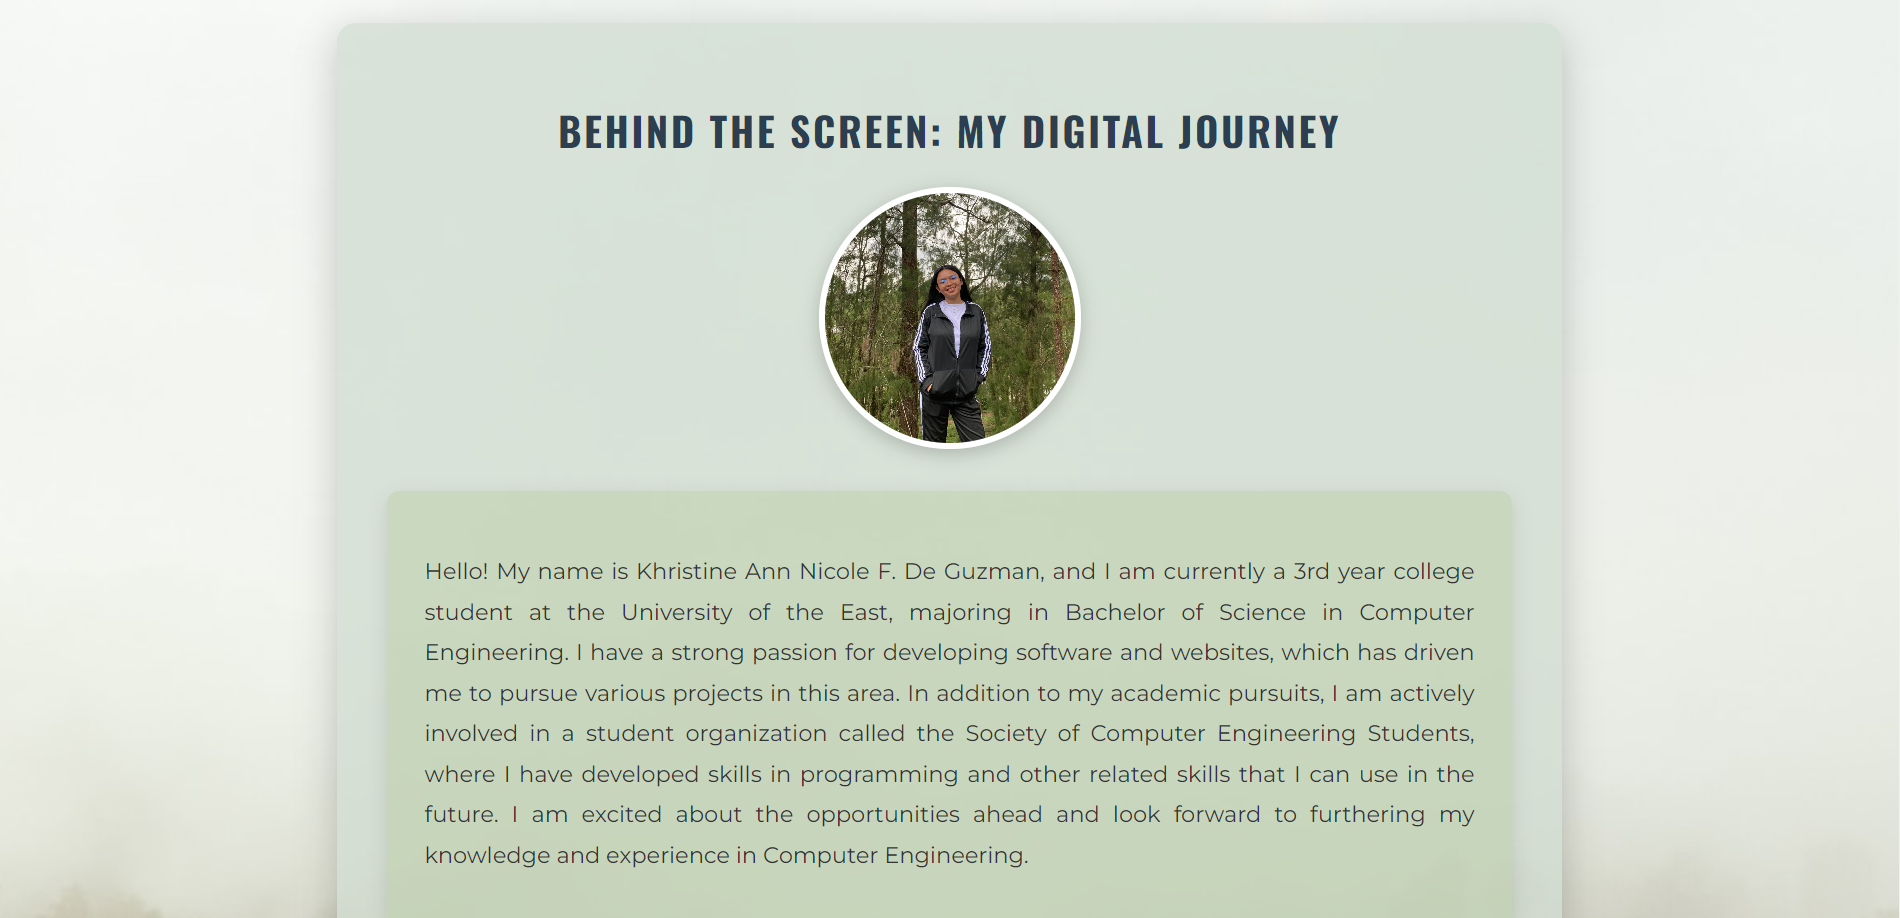 BEHIND THE SCREEN: MY DIGITAL JOURNEY
Hello! My name is Khristine Ann Nicole F. De Guzman, and I am currently a 3rd year college
student at the University of the East, majoring in Bachelor of Science in Computer
Engineering. I have a strong passion for developing software and websites, which has driven
me to pursue various projects in this area. In addition to my academic pursuits, I am actively
involved in a student organization called the Society of Computer Engineering Students,
where I have developed skills in programming and other related skills that I can use in the
future. I am excited about the opportunities ahead and look forward to furthering my
knowledge and experience in Computer Engineering.